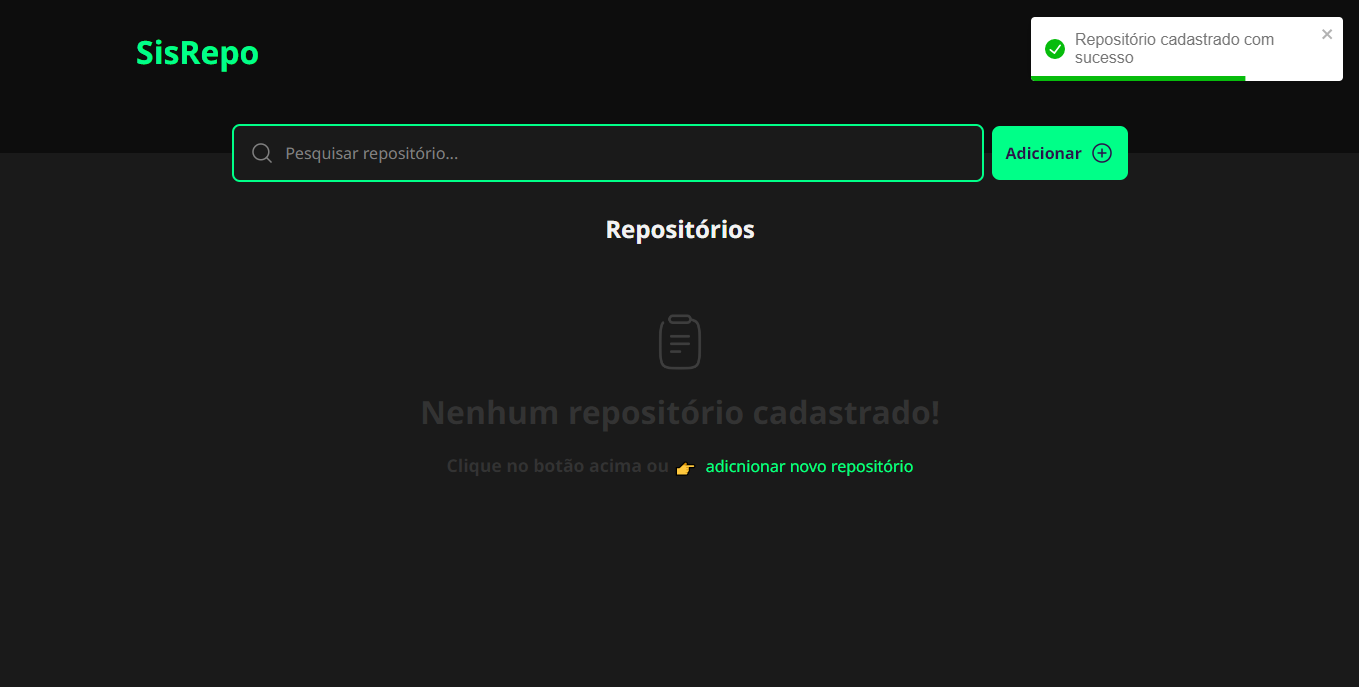 SisRepo
Repositório cadastrado com
sucesso
Pesquisar repositório...
Adicionar
Repositórios
Nenhum repositório cadastrado!
Clique no botão acima ou 👉 adicnionar novo repositório